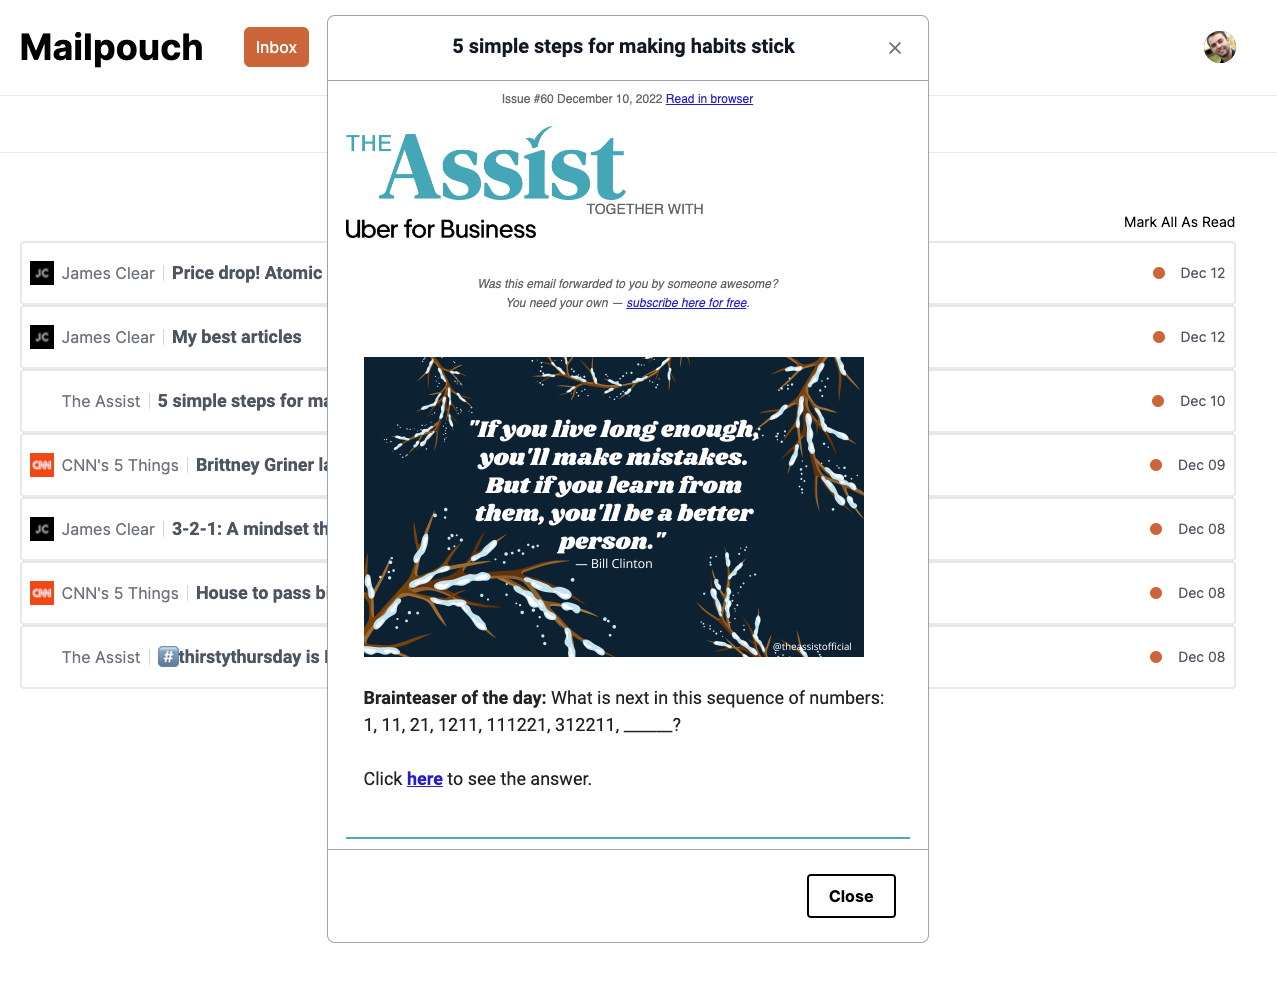 Mailpouch
Inbox
5 simple steps for making habits stick
Issue #60 December 10, 2022 Read in browser
THE Assist
TOGETHER WITH
Uber for Business
Was this email forwarded to you by someone awesome?
You need your own — subscribe here for free.
"If you live long enough,
you'll make mistakes.
But if you learn from
them, you'll be a better
person."
— Bill Clinton
@theassistofficial
Brainteaser of the day: What is next in this sequence of numbers:
1, 11, 21, 1211, 111221, 312211, ______?
Click here to see the answer.
Close
Mark All As Read
JC James Clear Price drop! Atomic Dec 12
JC James Clear My best articles Dec 12
The Assist 5 simple steps for ma Dec 10
CNN CNN's 5 Things Brittney Griner la Dec 09
JC James Clear 3-2-1: A mindset th Dec 08
CNN CNN's 5 Things House to pass bi Dec 08
The Assist #️⃣thirstythursday is Dec 08